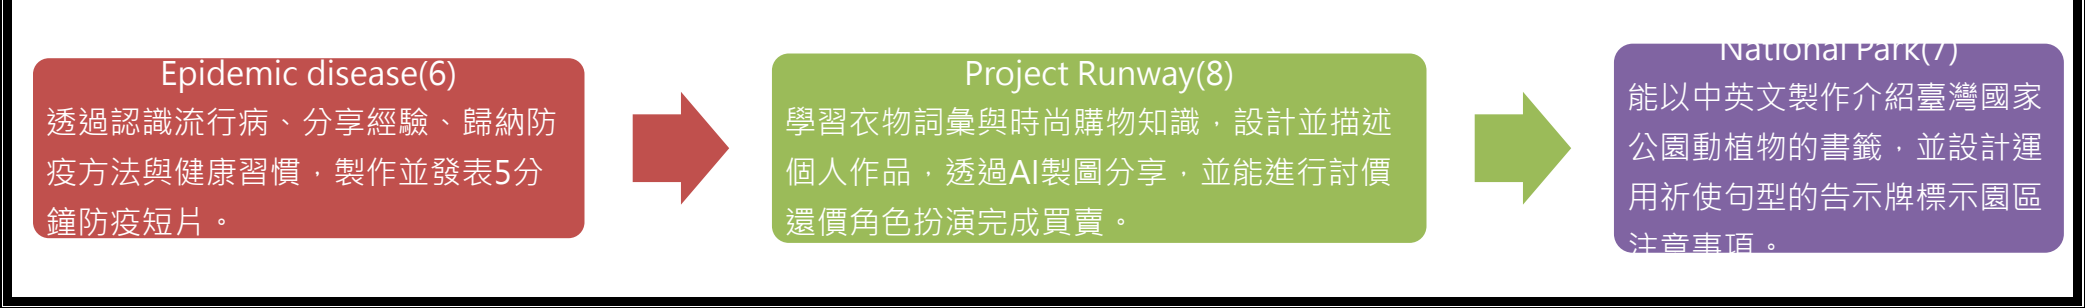 Epidemic disease(6)
透過認識流行病、分享經驗、歸納防
疫方法與健康習慣，製作並發表5分
鐘防疫短片。
Project Runway(8)
學習衣物詞彙與時尚購物知識，設計並描述
個人作品，透過AI製圖分享，並能進行討價
還價角色扮演完成買賣。
National Park(7)
能以中英文製作介紹臺灣國家
公園動植物的書籤，並設計運
用祈使句型的告示牌標示園區
注意事項。